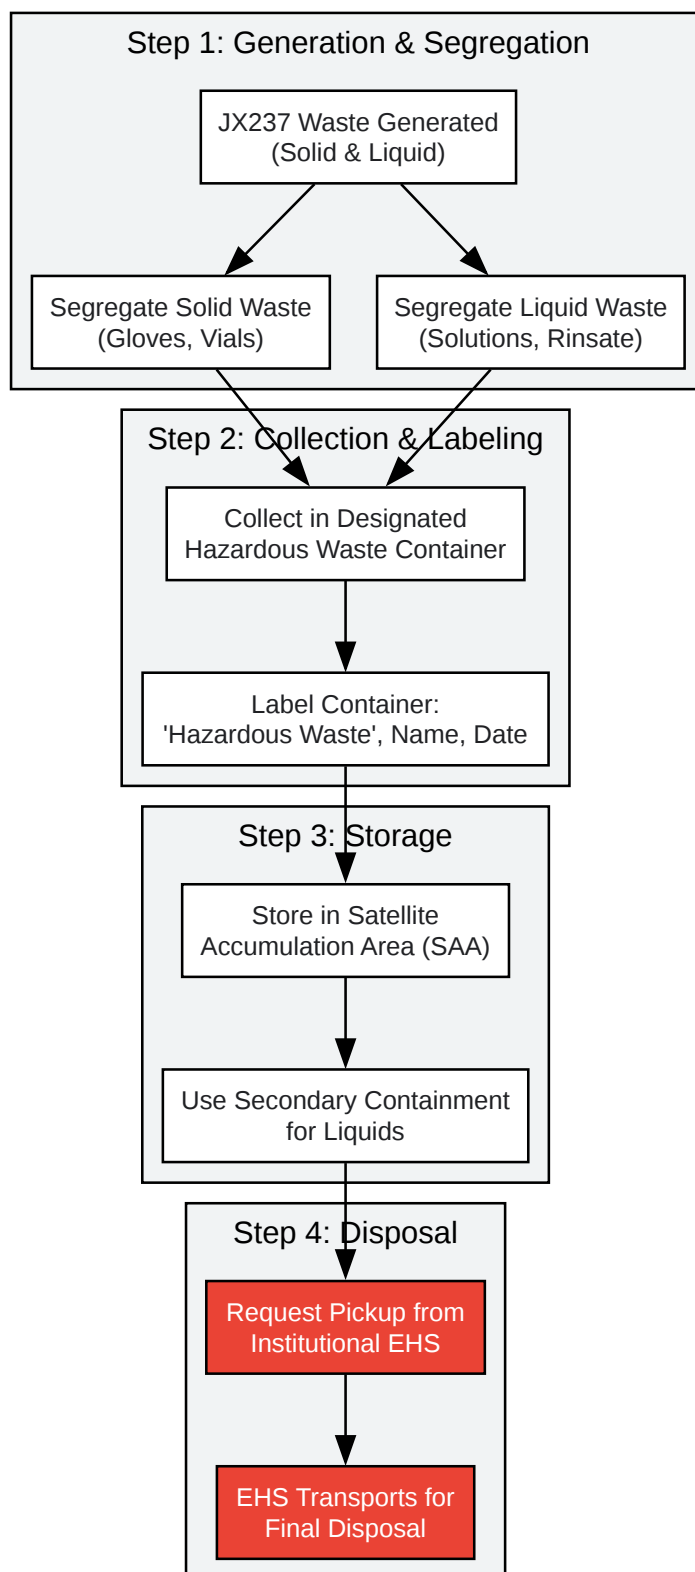 Step 1: Generation & Segregation
JX237 Waste Generated
(Solid & Liquid)
Segregate Solid Waste
(Gloves, Vials)
Segregate Liquid Waste
(Solutions, Rinsate)
Step 2: Collection & Labeling
Collect in Designated
Hazardous Waste Container
Label Container:
'Hazardous Waste', Name, Date
Step 3: Storage
Store in Satellite
Accumulation Area (SAA)
Use Secondary Containment
for Liquids
Step 4: Disposal
Request Pickup from
Institutional EHS
EHS Transports for
Final Disposal